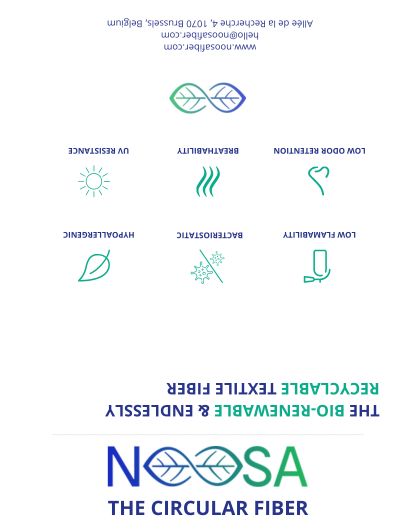 NOOSA
THE CIRCULAR FIBER
THE BIO-RENEWABLE & ENDLESSLY
RECYCLABLE TEXTILE FIBER
LOW FLAMABILITY
BACTERIOSTATIC
HYPOALLERGENIC
LOW ODOR RETENTION
BREATHABILITY
UV RESISTANCE
www.noosafiber.com
hello@noosafiber.com
Allée de la Recherche 4, 1070 Brussels, Belgium